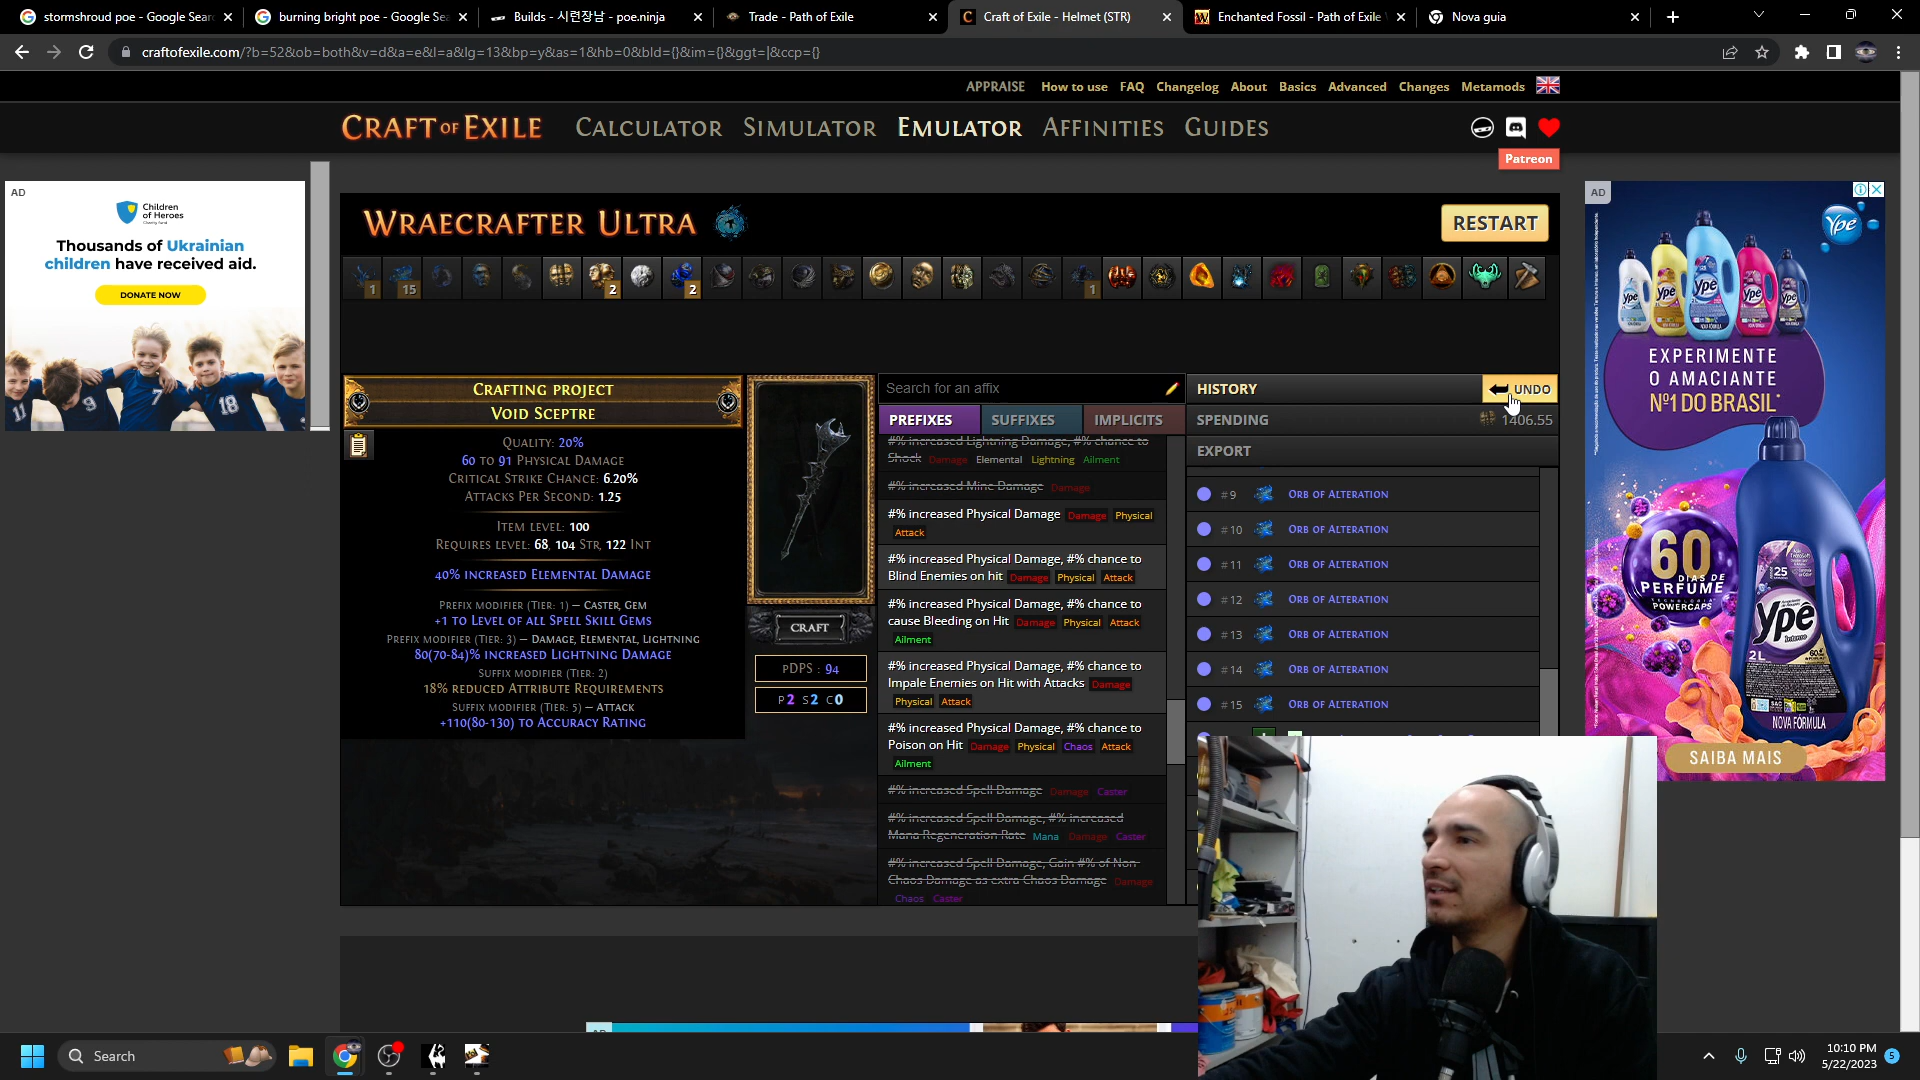 stormshroud poe - Google Sear
burning bright poe - Google Se
Builds - 시련장남 - poe.ninja
Trade - Path of Exile
Craft of Exile - Helmet (STR)
Enchanted Fossil - Path of Exile
Nova guia
craftofexile.com/?b=52&ob=both&v=d&a=e&l=a&lg=13&bp=y&as=1&hb=0&bld={}&im={}&ggt=|&ccp={}
APPRAISE How to use FAQ Changelog About Basics Advanced Changes Metamods
CRAFT OF EXILE CALCULATOR SIMULATOR EMULATOR AFFINITIES GUIDES
Patreon
AD
Children of Heroes
Thousands of Ukrainian
children have received aid.
DONATE NOW
WRAECRAFTER ULTRA
RESTART
1 15 2 2 1
CRAFTING PROJECT
VOID SCEPTRE
QUALITY: 20%
60 TO 91 PHYSICAL DAMAGE
CRITICAL STRIKE CHANCE: 6.20%
ATTACKS PER SECOND: 1.25
ITEM LEVEL: 100
REQUIRES LEVEL: 68, 104 STR, 122 INT
40% INCREASED ELEMENTAL DAMAGE
PREFIX MODIFIER (TIER: 1) — CASTER, GEM
+1 TO LEVEL OF ALL SPELL SKILL GEMS
PREFIX MODIFIER (TIER: 3) — DAMAGE, ELEMENTAL, LIGHTNING
80(70-84)% INCREASED LIGHTNING DAMAGE
SUFFIX MODIFIER (TIER: 2)
18% REDUCED ATTRIBUTE REQUIREMENTS
SUFFIX MODIFIER (TIER: 5) — ATTACK
+110(80-130) TO ACCURACY RATING
CRAFT
PDPS : 94
P2 S2 C0
Search for an affix
PREFIXES SUFFIXES IMPLICITS
#% increased Lightning Damage, #% chance to
Shock Damage Elemental Lightning Ailment
#% increased Mine Damage Damage
#% increased Physical Damage Damage Physical
Attack
#% increased Physical Damage, #% chance to
Blind Enemies on hit Damage Physical Attack
#% increased Physical Damage, #% chance to
cause Bleeding on Hit Damage Physical Attack
Ailment
#% increased Physical Damage, #% chance to
Impale Enemies on Hit with Attacks Damage
Physical Attack
#% increased Physical Damage, #% chance to
Poison on Hit Damage Physical Chaos Attack
Ailment
#% increased Spell Damage Damage Caster
#% increased Spell Damage, #% increased
Mana Regeneration Rate Mana Damage Caster
#% increased Spell Damage, Gain #% of Non-
Chaos Damage as extra Chaos Damage Damage
Chaos Caster
HISTORY UNDO
SPENDING 1406.55
EXPORT
#9 ORB OF ALTERATION
#10 ORB OF ALTERATION
#11 ORB OF ALTERATION
#12 ORB OF ALTERATION
#13 ORB OF ALTERATION
#14 ORB OF ALTERATION
#15 ORB OF ALTERATION
AD
Ypê
EXPERIMENTE
O AMACIANTE
Nº1 DO BRASIL*
60
DIAS DE
PERFUME
POWERCAPS
Ypê
Intenso
2L
NOVA FÓRMULA
SAIBA MAIS
Search
10:10 PM
5/22/2023
5